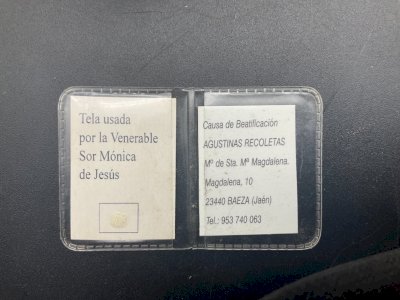 Tela usada
por la Venerable
Sor Mónica
de Jesús
Causa de Beatificación
AGUSTINAS RECOLETAS
Mº de Sta. Mª Magdalena.
Magdalena, 10
23440 BAEZA (Jaén)
Tel.: 953 740 063